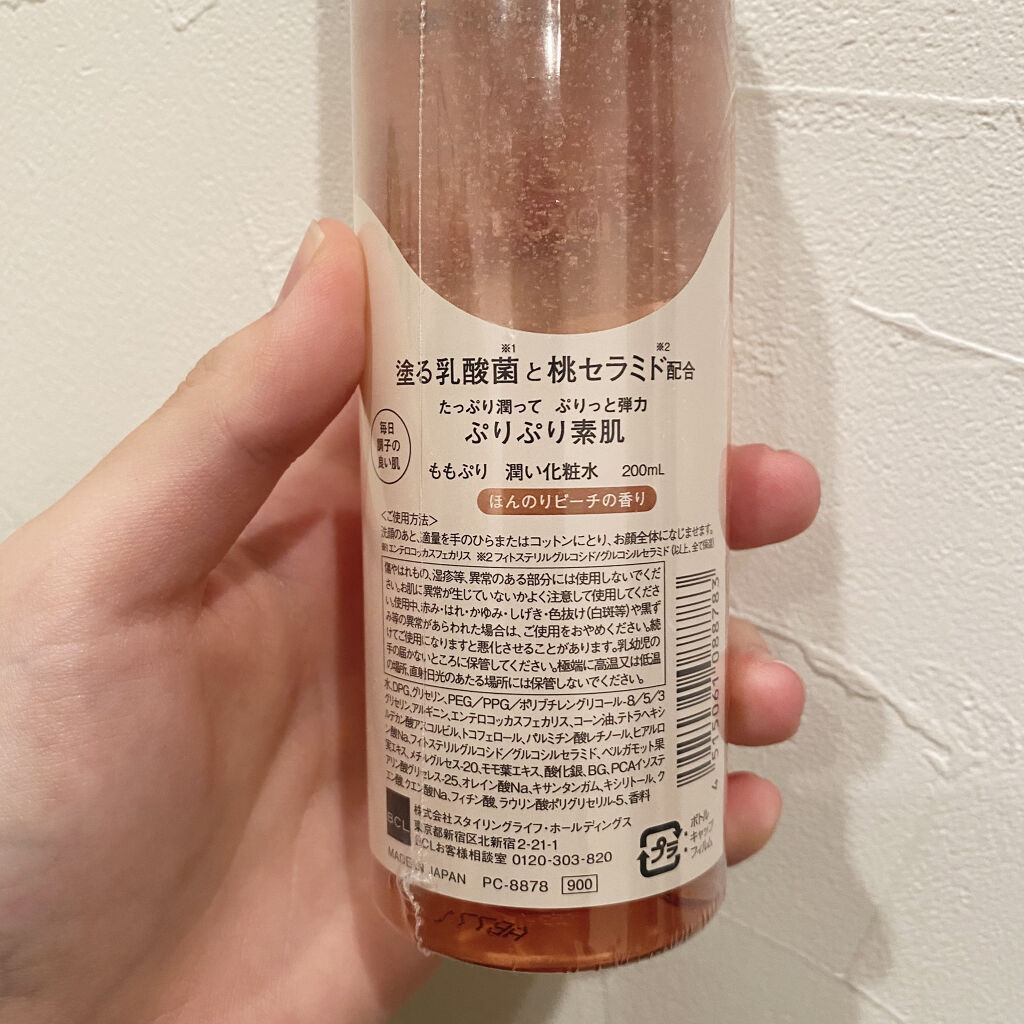 ※1 ※2
塗る乳酸菌と桃セラミド配合
たっぷり潤って ぷりっと弾力
ぷりぷり素肌
毎日
調子の
良い肌
ももぷり 潤い化粧水 200mL
ほんのりピーチの香り
<ご使用方法>
洗顔のあと、適量を手のひらまたはコットンにとり、お顔全体になじませます。
※1 エンテロコッカスフェカリス ※2 フィトステリルグルコシド/グルコシルセラミド(以上、全て保湿)
傷やはれもの、湿疹等、異常のある部分には使用しないでくだ
さい。お肌に異常が生じていないかよく注意して使用してくださ
い。使用中、赤み・はれ・かゆみ・しげき・色抜け(白斑等)や黒ず
み等の異常があらわれた場合は、ご使用をおやめください。続
けてご使用になりますと悪化させることがあります。乳幼児の
手の届かないところに保管してください。極端に高温又は低温
の場所、直射日光のあたる場所には保管しないでください。
水、DPG、グリセリン、PEG/PPG/ポリブチレングリコール-8/5/3
グリセリン、アルギニン、エンテロコッカスフェカリス、コーン油、テトラヘキシ
ルデカン酸アスコルビル、トコフェロール、パルミチン酸レチノール、ヒアルロ
ン酸Na、フィトステリルグルコシド/グルコシルセラミド、ベルガモット果
実エキス、メチルグルセス-20、モモ葉エキス、酸化銀、BG、PCAイソステ
アリン酸グリセレス-25、オレイン酸Na、キサンタンガム、キシリトール、ク
エン酸、クエン酸Na、フィチン酸、ラウリン酸ポリグリセリル-5、香料
BCL
株式会社スタイリングライフ・ホールディングス
東京都新宿区北新宿2-21-1
BCLお客様相談室 0120-303-820
MADE IN JAPAN PC-8878 900
プラ
ボトル
・キャップ
・フィルム
4 515061 088783